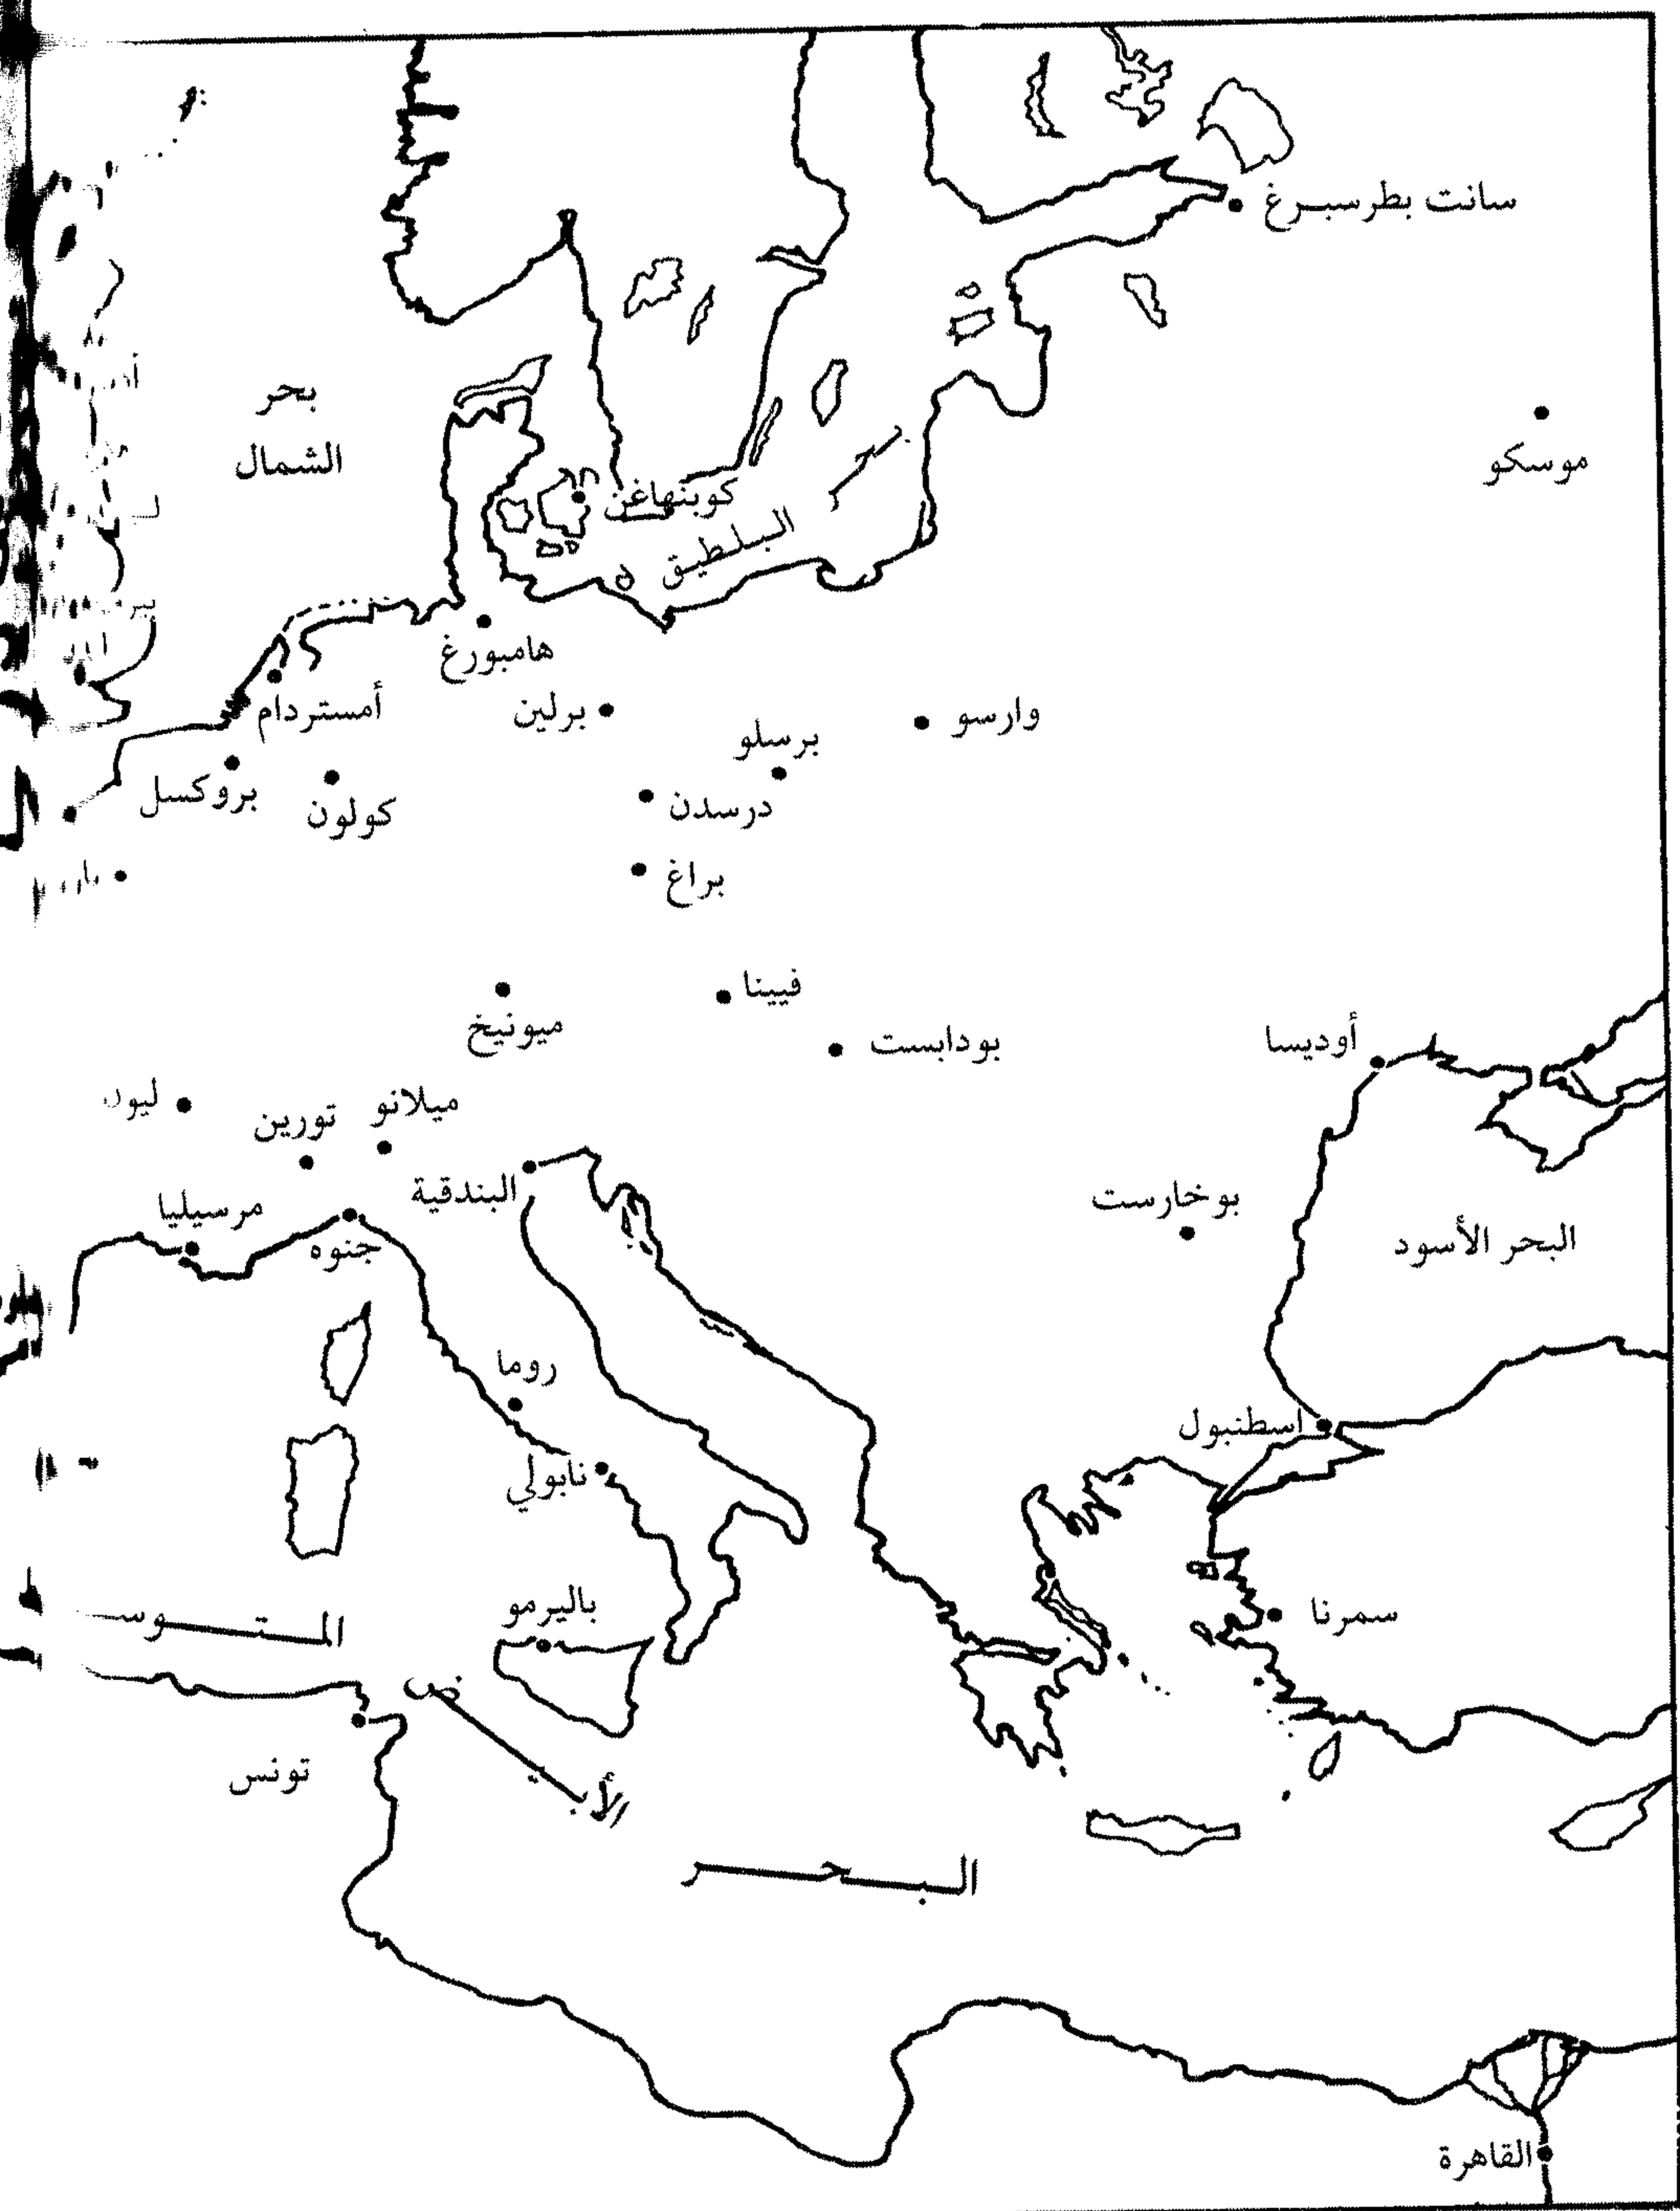 سانت بطرسبرغ
بحر
الشمال
موسكو
كوبنهاغن
البلطيق
هامبورغ
أمستردام
برلين
وارسو
برسلو
بروكسل
كولون
درسدن
براغ
فيينا
ميونيخ
بودابست
أوديسا
ليون
تورين
ميلانو
البندقية
مرسيليا
جنوه
بوخارست
البحر الأسود
روما
اسطنبول
نابولي
باليرمو
سمرنا
المتوسـ
الأبيض
تونس
البحر
القاهرة